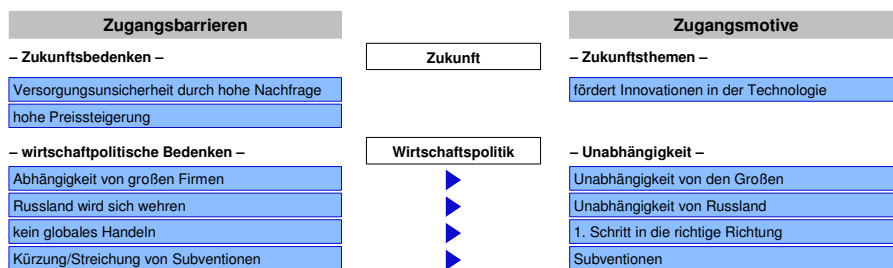 Zugangsbarrieren
Zugangsmotive
– Zukunftsbedenken –
Zukunft
– Zukunftsthemen –
Versorgungsunsicherheit durch hohe Nachfrage
fördert Innovationen in der Technologie
hohe Preissteigerung
– wirtschaftpolitische Bedenken –
Wirtschaftspolitik
– Unabhängigkeit –
Abhängigkeit von großen Firmen
Unabhängigkeit von den Großen
Russland wird sich wehren
Unabhängigkeit von Russland
kein globales Handeln
1. Schritt in die richtige Richtung
Kürzung/Streichung von Subventionen
Subventionen